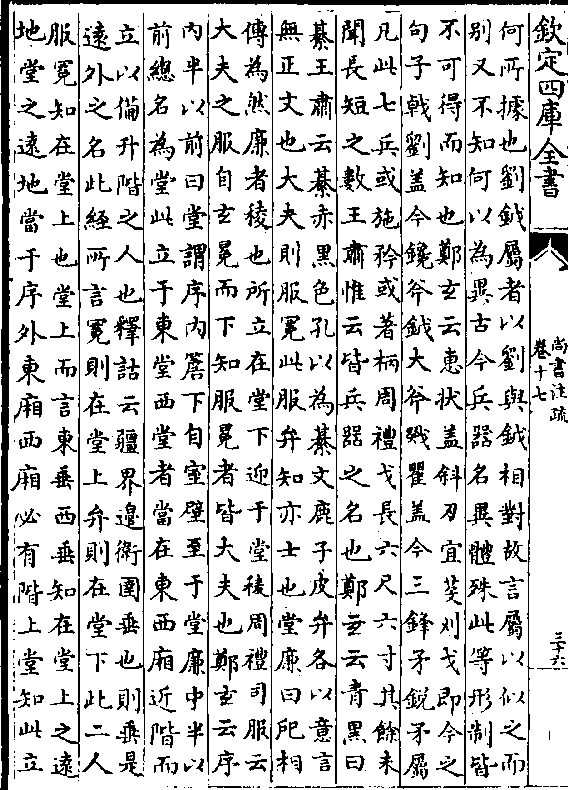 欽定四庫全書
尚書注疏
卷十七
三十六
何所據也劉鉞屬者以劉與鉞相對故言屬以似之而
別又不知何以為異古今兵器名異體殊此等形制皆
不可得而知也鄭玄云惠狀蓋斜刃宜芟刈戈即今之
句子戟劉蓋今鑱斧鉞大斧戣瞿蓋今三鋒矛銳矛屬
凡此七兵或施矜或著柄周禮戈長六尺六寸其餘未
聞長短之數王肅惟云皆兵器之名也鄭玄云青黑曰
綦王肅云綦赤黑色孔以為綦文鹿子皮弁各以意言
無正文也大夫則服冕此服弁知亦士也堂廉曰戺相
傳為然廉者稜也所立在堂下迎于堂稜周禮司服云
大夫之服自玄冕而下知服冕者皆大夫也鄭玄云序
內半以前曰堂謂序內簷下自室壁至于堂廉中半以
前總名為堂此立于東堂西堂者當在東西廂近階而
立以備升階之人也釋詁云疆界邊衛圉垂也則垂是
遠外之名此經所言冕則在堂上弁則在堂下此二人
服冕知在堂上也堂上而言東垂西垂知在堂上之遠
地堂之遠地當于序外東廂西廂必有階上堂知此立